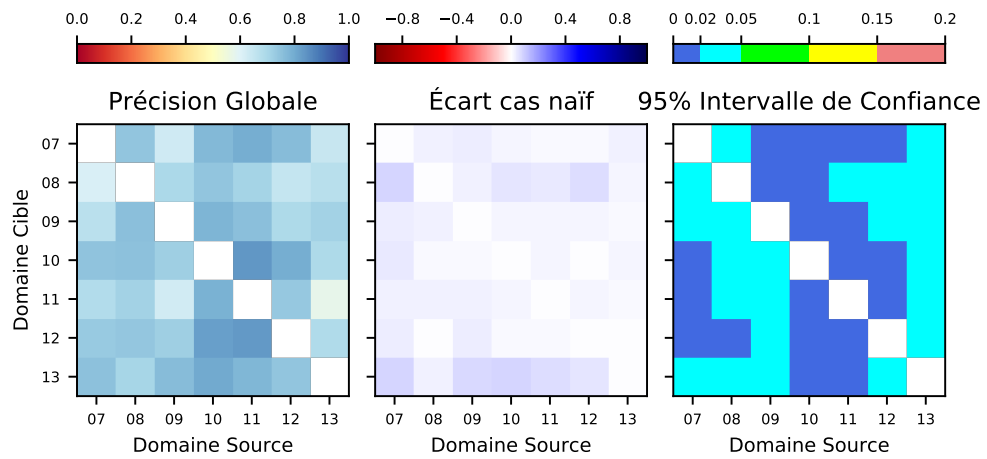 0.0 0.2 0.4 0.6 0.8 1.0
−0.8 −0.4 0.0 0.4 0.8
0 0.02 0.05 0.1 0.15 0.2
Précision Globale
Écart cas naïf
95% Intervalle de Confiance
Domaine Cible
07
08
09
10
11
12
13
07 08 09 10 11 12 13
Domaine Source
07 08 09 10 11 12 13
Domaine Source
07 08 09 10 11 12 13
Domaine Source